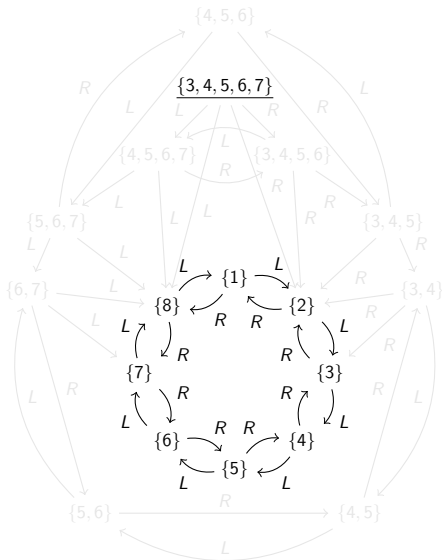 {4, 5, 6}
{3, 4, 5, 6, 7}
R
L
L
R
R
L
L
R
{4, 5, 6, 7}
L
R
{3, 4, 5, 6}
R
{5, 6, 7}
L
L
L
R
R
R
{3, 4, 5}
L
L
R
R
L
{1}
L
{6, 7}
L
{8}
R
R
{2}
R
{3, 4}
L
R
R
L
R
L
{7}
{3}
R
R
R
L
R
R
L
L
{6}
R
R
{4}
L
L
{5}
L
{5, 6}
R
{4, 5}
L